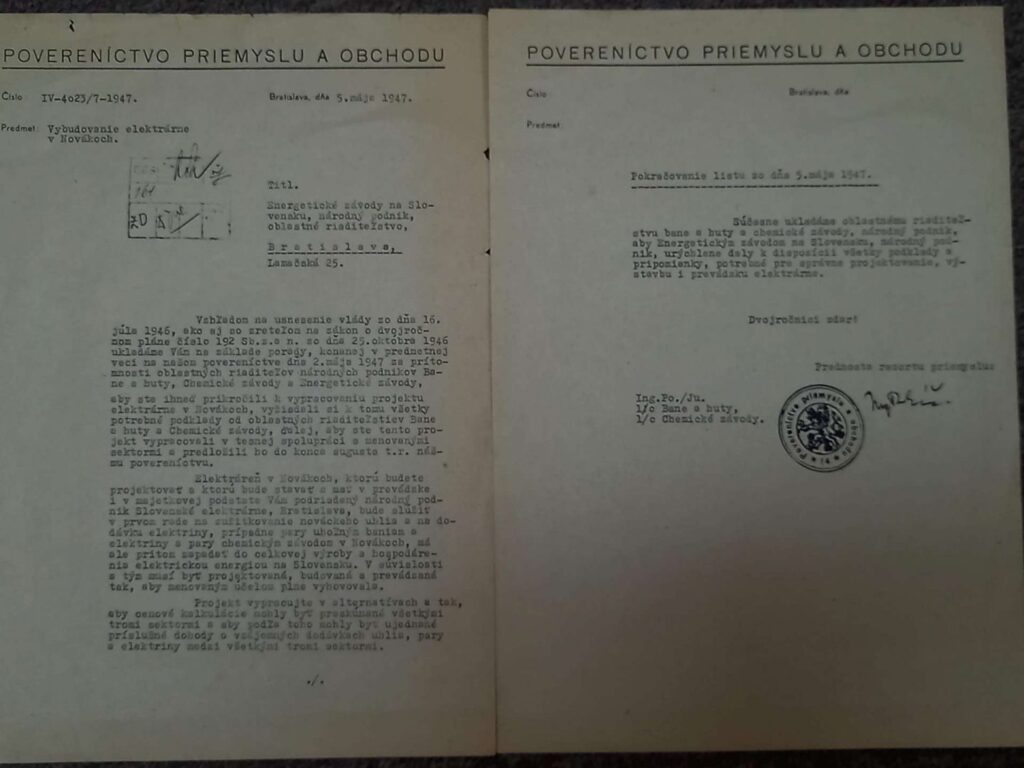 POVERENÍCTVO PRIEMYSLU A OBCHODU
Číslo IV-4o23/7-1947. Bratislava, dňa 5.mája 1947.
Predmet: Vybudovanie elektrárne
v Novákoch.
164
ZD
Titl.
Energetické závody na Slo-
vensku, národný podnik,
oblastné riaditeľstvo,
B r a t i s l a v a,
Lamačská 25.
Vzhľadom na usnesenie vlády zo dňa 16.
júla 1946, ako aj so zreteľom na zákon o dvojroč-
nom pláne číslo 192 Sb.z.a n. zo dňa 25.októbra 1946
ukladáme Vám na základe porady, konanej v predmetnej
veci na našom povereníctve dňa 2.mája 1947 za príto-
mnosti oblastných riaditeľov národných podnikov Ba-
ne a huty, Chemické závody a Energetické závody,
aby ste ihneď prikročili k vypracovaniu projektu
elektrárne v Novákoch, vyžiadali si k tomu všetky
potrebné podklady od oblastných riaditeľstiev Bane
a huty a Chemické závody, ďalej, aby ste tento pro-
jekt vypracovali v tesnej spolupráci s menovanými
sektormi a predložili ho do konca augusta t.r. náš-
mu povereníctvu.
Elektráreň v Novákoch, ktorú budete
projektovať a ktorú bude stavať a mať v prevádzke
i v majetkovej podstate Vám podriadený národný pod-
nik Slovenské elektrárne, Bratislava, bude slúžiť
v prvom rade na zužitkovanie nováckeho uhlia a na do-
dávku elektriny, prípadne pary uhoľným baniam a
elektriny a pary chemickým závodom v Novákoch, má
ale pritom zapadať do celkovej výroby a hospodáre-
nia elektrickou energiou na Slovensku. V súvislosti
s tým musí byť projektovaná, budovaná a prevádzaná
tak, aby menovaným účelom plne vyhovovala.
Projekt vypracujte v alternatívach a tak,
aby cenové kalkulácie mohly byť preskúmané všetkými
tromi sektormi a aby podľa toho mohly byť ujednané
príslušné dohody o vzájomných dodávkach uhlia, pary
a elektriny medzi všetkými tromi sektormi.
./.
POVERENÍCTVO PRIEMYSLU A OBCHODU
Číslo Bratislava, dňa
Predmet:
Pokračovanie listu zo dňa 5.mája 1947.
Súčasne ukladáme oblastnému riaditeľ-
stvu bane a huty a chemické závody, národný podnik,
aby Energetickým závodom na Slovensku, národný pod-
nik, urýchlene daly k dispozícii všetky podklady a
pripomienky, potrebné pre správne projektovanie, vý-
stavbu i prevádzku elektrárne.
Dvojročnici zdar!
Prednosta rezortu priemyslu:
Ing.Po./Ju.
1/c Bane a huty,
1/c Chemické závody.
Povereníctvo priemyslu a obchodu